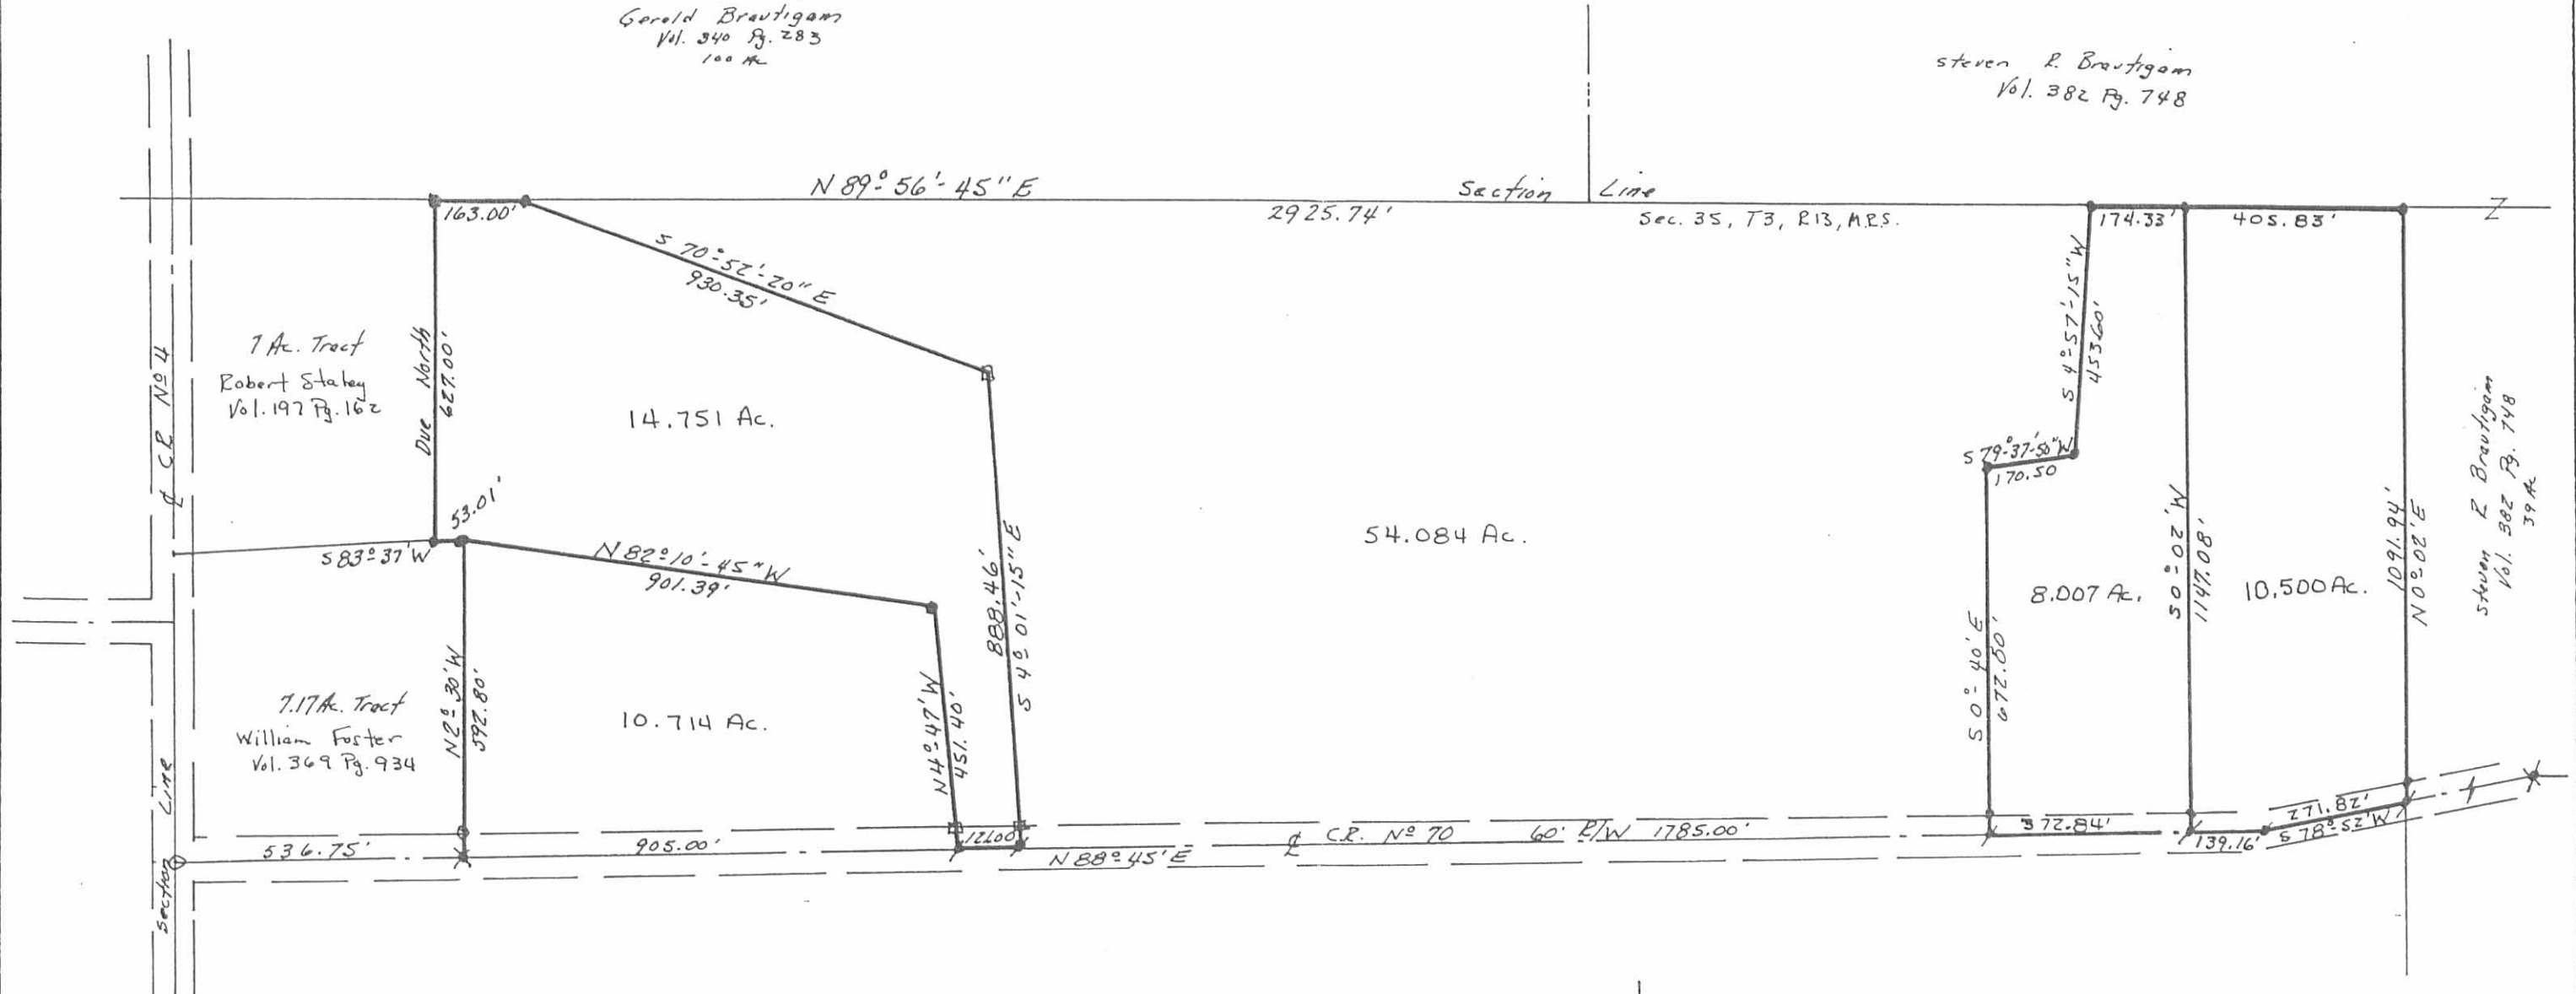 Gerold Brautigam
Vol. 340 Pg. 283
100 Ac
steven R. Brautigam
Vol. 382 Pg. 748
N 89°-56'-45" E
Section Line
163.00'
2925.74'
Sec. 35, T3, R13, M.R.S.
174.33'
405.83'
S 70°-52'-20" E
930.35'
S 4°-57'-15" W
453.60'
CR Nº 4
7 Ac. Tract
Robert Staley
Vol. 197 Pg. 162
Due North
627.00'
14.751 Ac.
53.01'
S 83°-37' W
N 82°-10'-45" W
901.39'
888.46'
S 4°-01'-15" E
54.084 Ac.
S 79°-37'-50" W
170.50
S 0°-40' E
672.60'
8.007 Ac.
S 0°-02' W
1147.08'
10.500 Ac.
1091.94'
N 0°-02' E
Steven R Brautigam
Vol. 382 Pg. 748
39 Ac
7.17 Ac. Tract
William Foster
Vol. 369 Pg. 934
N 2°-30' W
592.80'
10.714 Ac.
N 4°-47' W
451.40'
Section Line
536.75'
905.00'
121.00'
N 88°-45' E
C.R. Nº 70 60' R/W 1785.00'
372.84'
139.16'
271.82'
S 78°-52' W